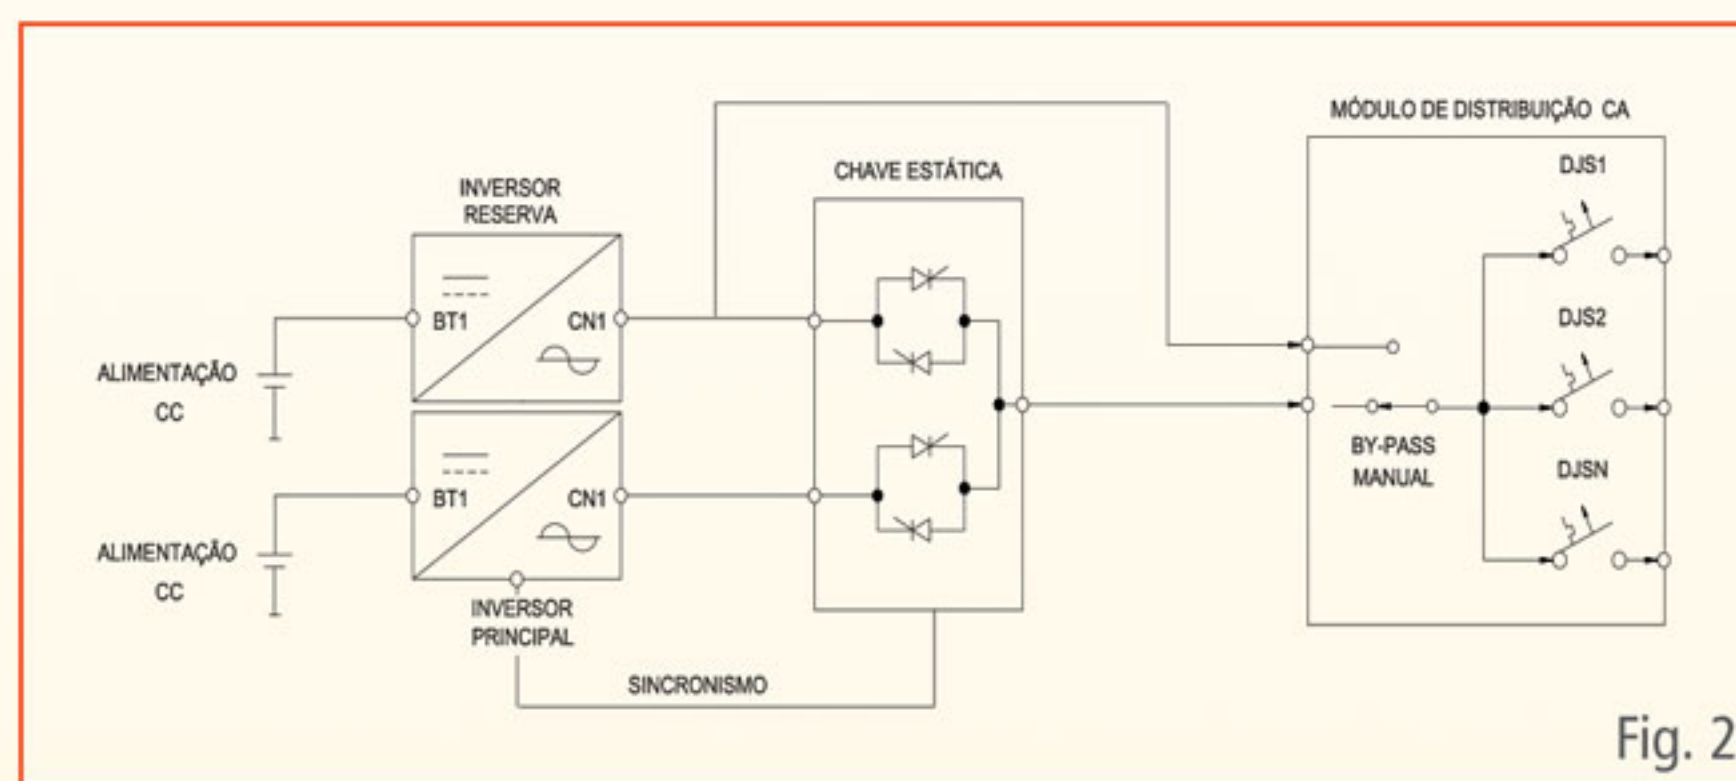 INVERSOR
RESERVA
BT1
CN1
ALIMENTAÇÃO
CC
BT1
CN1
ALIMENTAÇÃO
CC
INVERSOR
PRINCIPAL
SINCRONISMO
CHAVE ESTÁTICA
MÓDULO DE DISTRIBUIÇÃO CA
DJS1
DJS2
BY-PASS
MANUAL
DJSN
Fig. 2